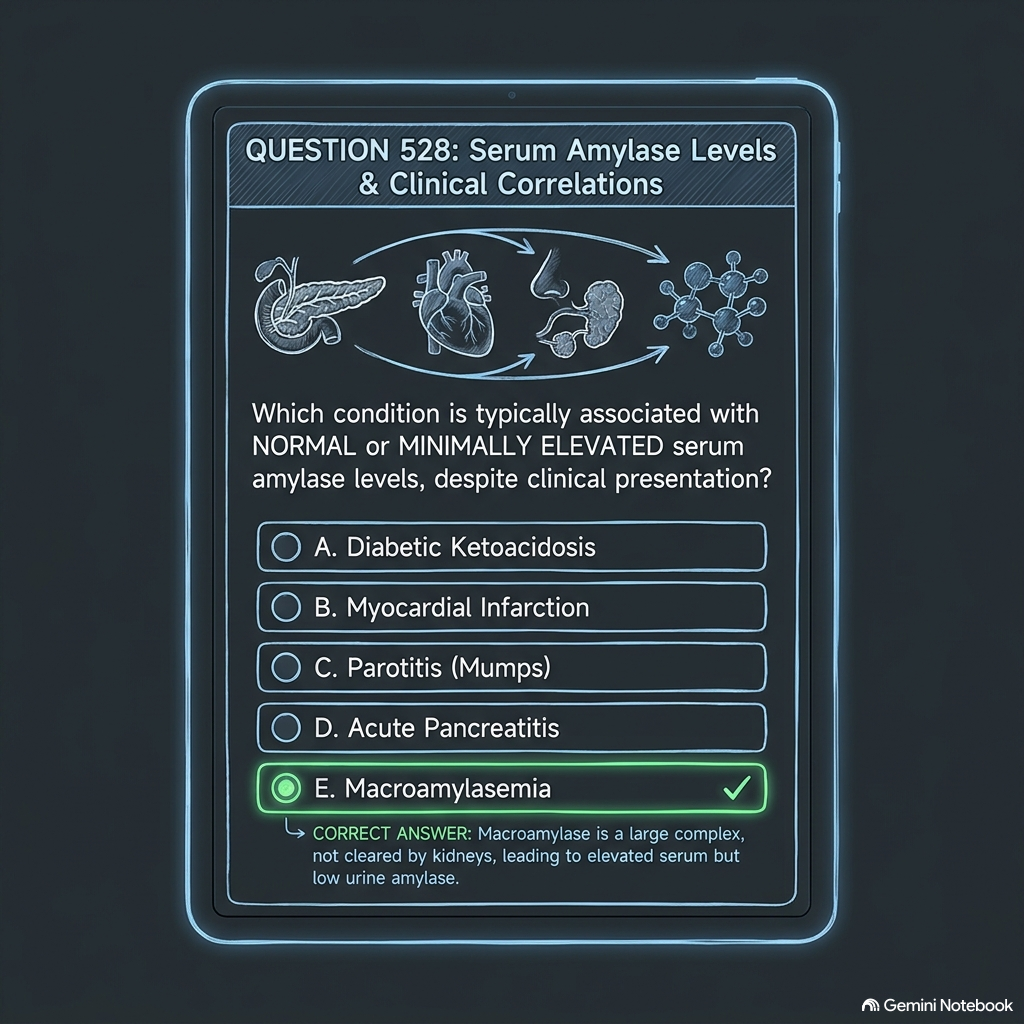 QUESTION 528: Serum Amylase Levels
& Clinical Correlations
Which condition is typically associated with
NORMAL or MINIMALLY ELEVATED serum
amylase levels, despite clinical presentation?
A. Diabetic Ketoacidosis
B. Myocardial Infarction
C. Parotitis (Mumps)
D. Acute Pancreatitis
E. Macroamylasemia
CORRECT ANSWER: Macroamylase is a large complex,
not cleared by kidneys, leading to elevated serum but
low urine amylase.
Gemini Notebook